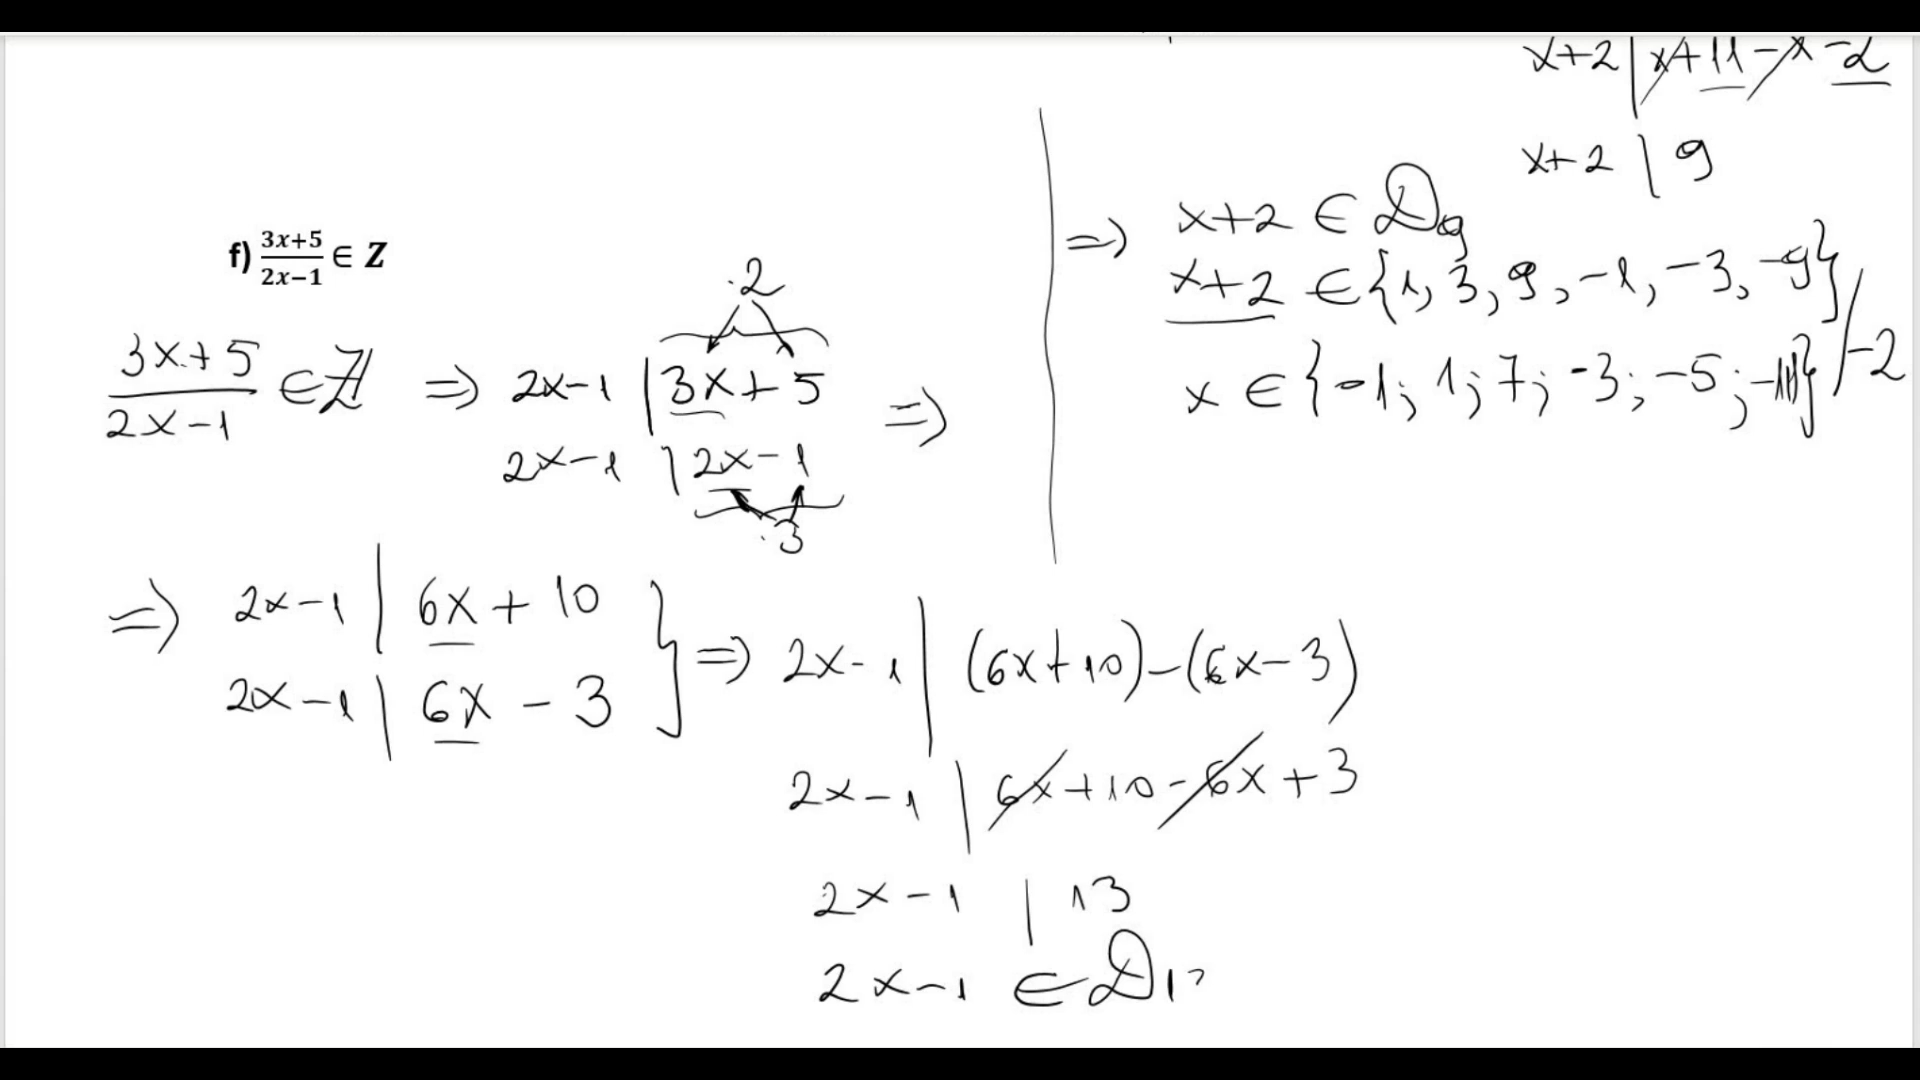 x+2 | x+11-x-2
x+2 | 9
=> x+2 ∈ D₉
x+2 ∈ {1, 3, 9, -1, -3, -9} /-2
x ∈ {-1; 1; 7; -3; -5; -11}
f) (3x+5)/(2x-1) ∈ Z
·2
(3x+5)/(2x-1) ∈ ℤ => 2x-1 | 3x+5 =>
2x-1 | 2x-1
·3
=> 2x-1 | 6x+10
2x-1 | 6x-3 } => 2x-1 | (6x+10)-(6x-3)
2x-1 | 6x+10-6x+3
2x-1 | 13
2x-1 ∈ D